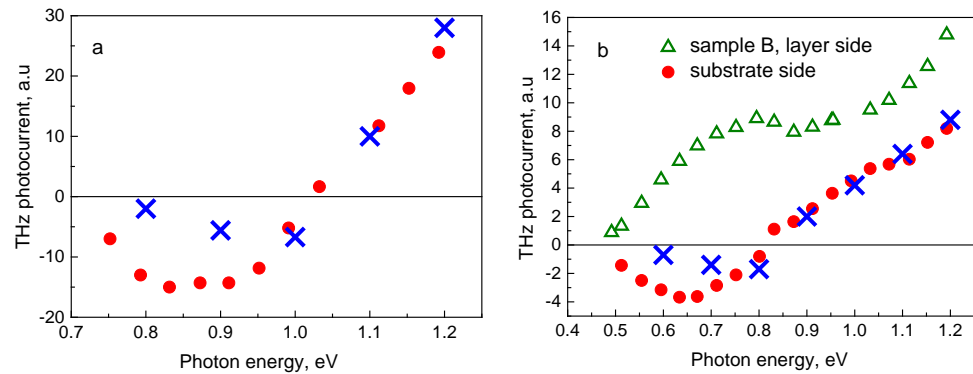 a
THz photocurrent, a.u
30
20
10
0
-10
-15
-20
0.7 0.8 0.9 1.0 1.1 1.2
Photon energy, eV
b
sample B, layer side
substrate side
THz photocurrent, a.u
16
14
12
10
8
6
4
2
0
-2
-4
0.4 0.5 0.6 0.7 0.8 0.9 1.0 1.1 1.2
Photon energy, eV